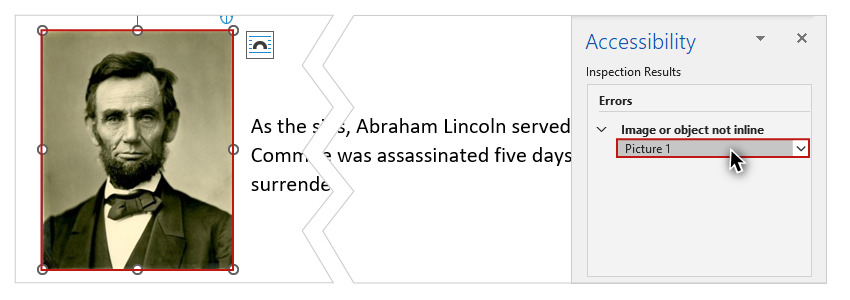 As the s
s, Abraham Lincoln served
Comm
e was assassinated five days
surrende
Accessibility
Inspection Results
Errors
Image or object not inline
Picture 1